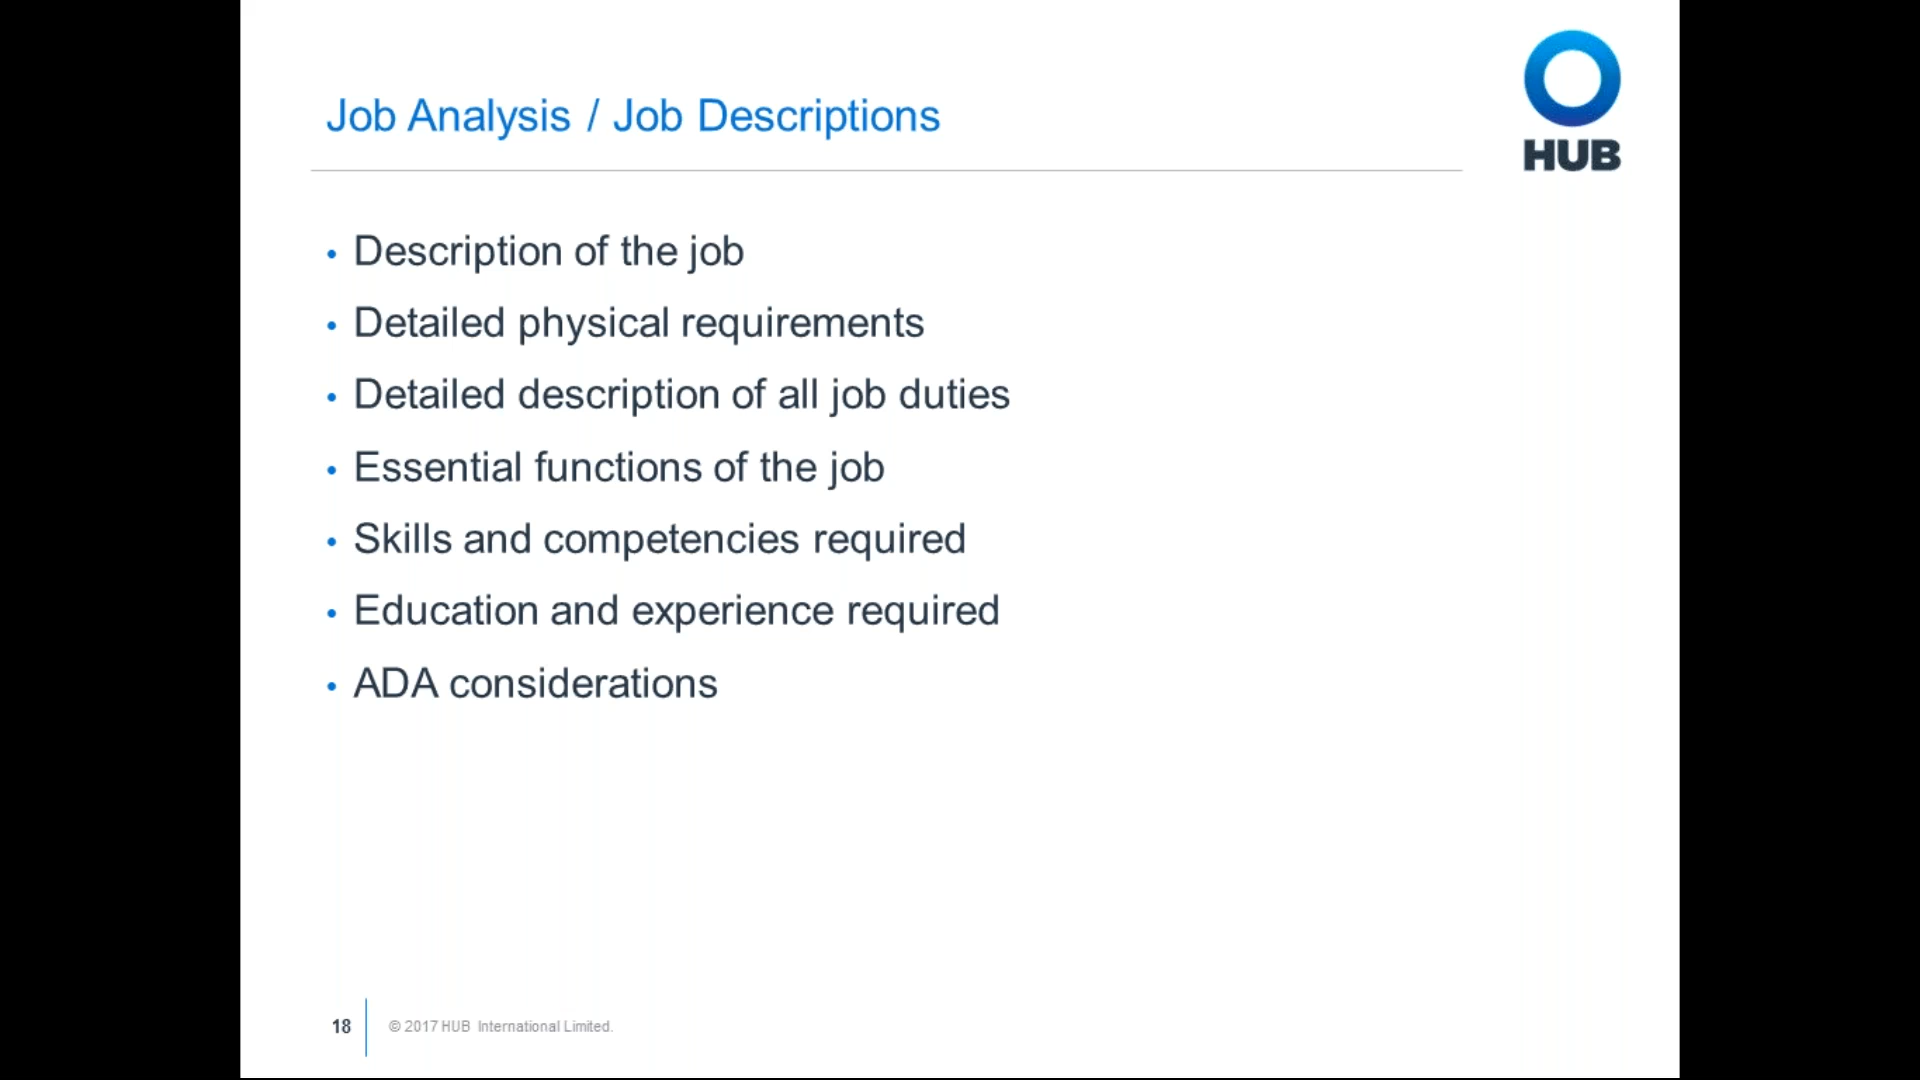 Job Analysis / Job Descriptions
HUB
• Description of the job
• Detailed physical requirements
• Detailed description of all job duties
• Essential functions of the job
• Skills and competencies required
• Education and experience required
• ADA considerations
18
© 2017 HUB International Limited.